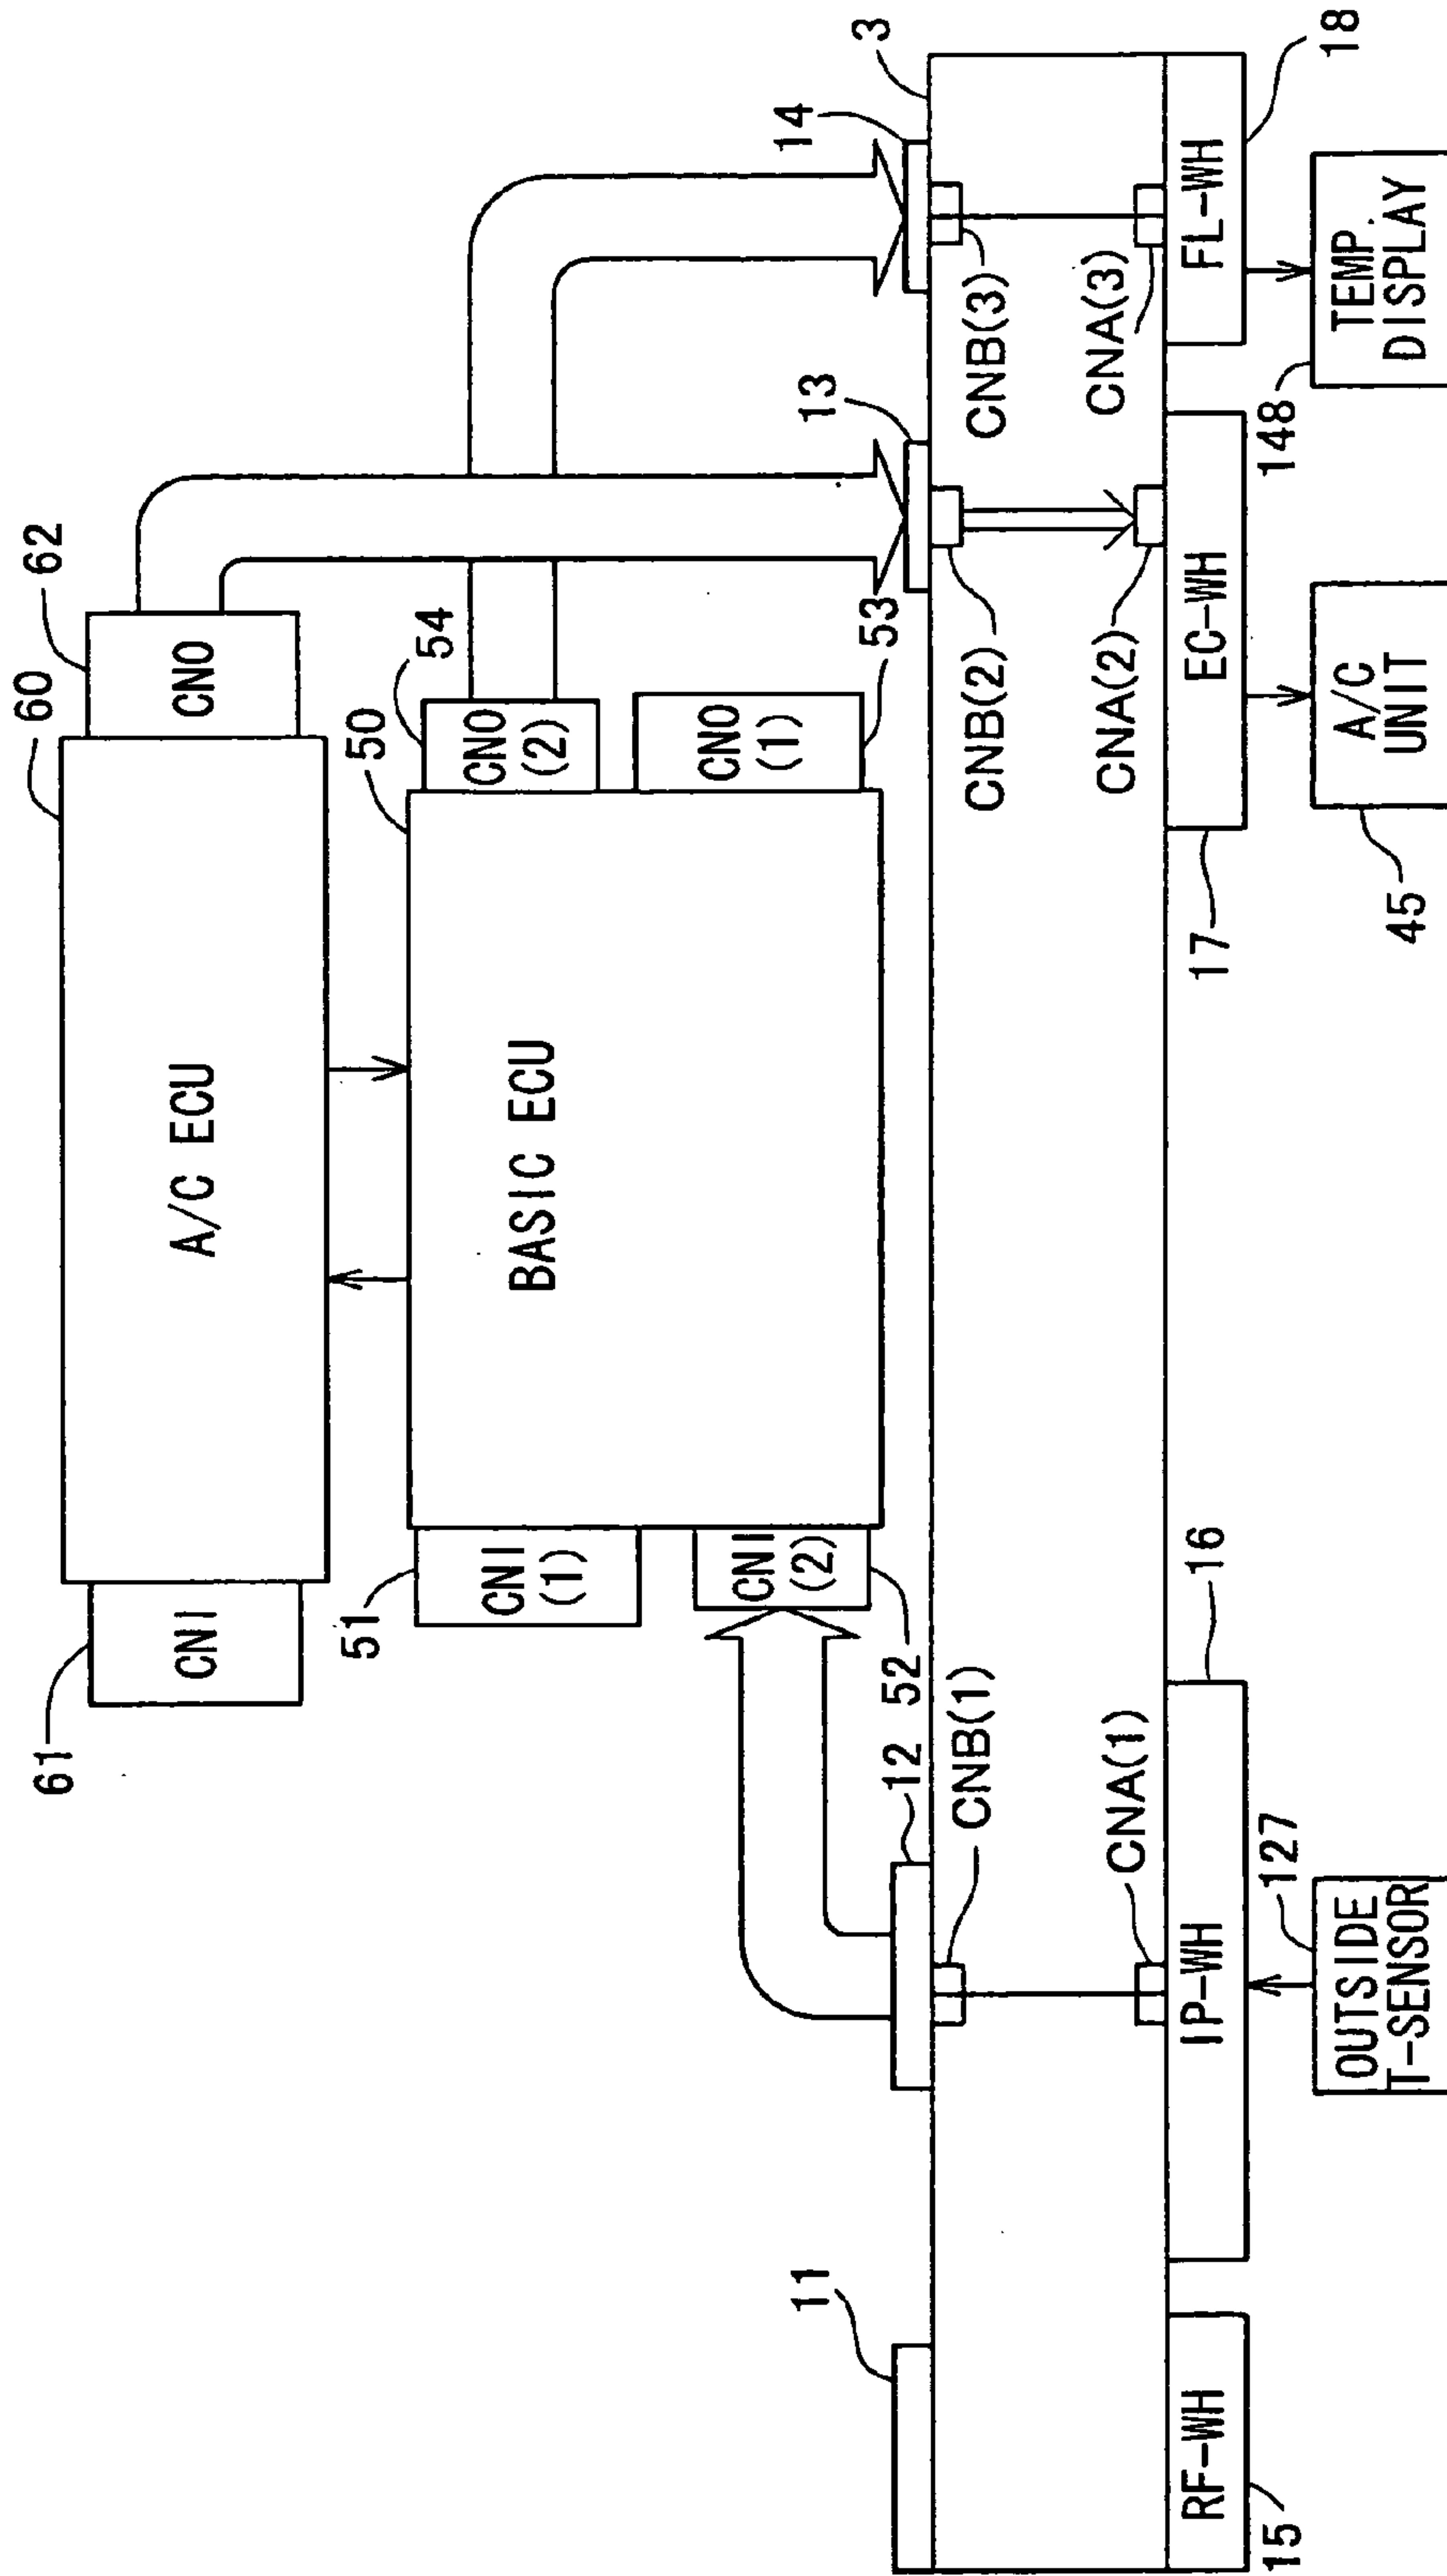 60
62
CNO
A/C ECU
CNI
61
50
54
CNO
(2)
CNO
(1)
53
BASIC ECU
CNI
(1)
51
CNI
(2)
52
3
14
13
12
11
CNB(3)
CNB(2)
CNB(1)
CNA(3)
CNA(2)
CNA(1)
RF-WH
15
IP-WH
16
EC-WH
17
FL-WH
18
OUTSIDE
T-SENSOR
127
A/C
UNIT
45
TEMP.
DISPLAY
148